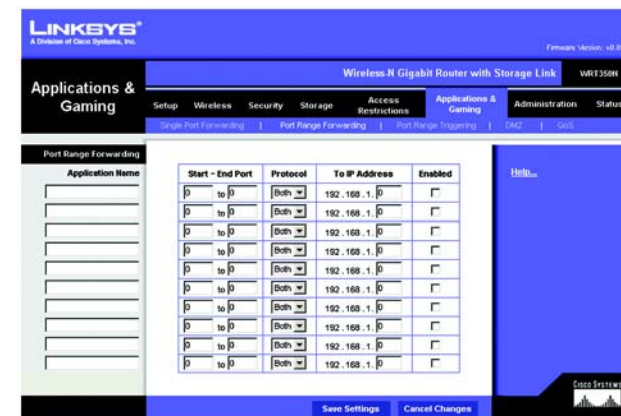 LINKSYS®
A Division of Cisco Systems, Inc.
Firmware Version: v0.0
Applications & Gaming
Wireless-N Gigabit Router with Storage Link WRT350N
Setup Wireless Security Storage Access Restrictions Applications & Gaming Administration Status
Single Port Forwarding | Port Range Forwarding | Port Range Triggering | DMZ | QoS
Port Range Forwarding
Application Name Start - End Port Protocol To IP Address Enabled
Help...
0 to 0 Both 192.168.1.0
0 to 0 Both 192.168.1.0
0 to 0 Both 192.168.1.0
0 to 0 Both 192.168.1.0
0 to 0 Both 192.168.1.0
0 to 0 Both 192.168.1.0
0 to 0 Both 192.168.1.0
0 to 0 Both 192.168.1.0
0 to 0 Both 192.168.1.0
0 to 0 Both 192.168.1.0
Save Settings Cancel Changes
CISCO SYSTEMS